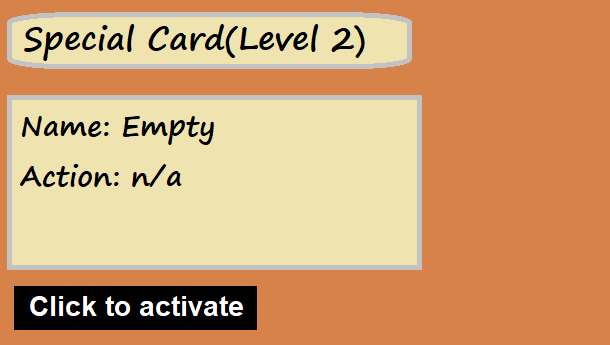 Special Card(Level 2)
Name: Empty
Action: n/a
Click to activate